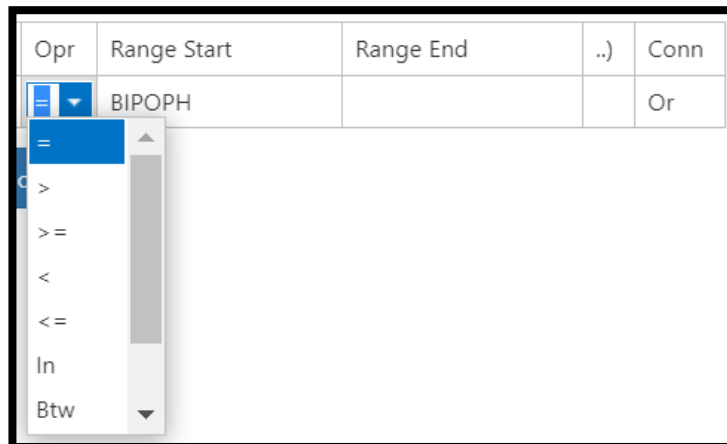 Opr Range Start Range End ..) Conn
= BIPOPH Or
=
>
>=
<
<=
In
Btw